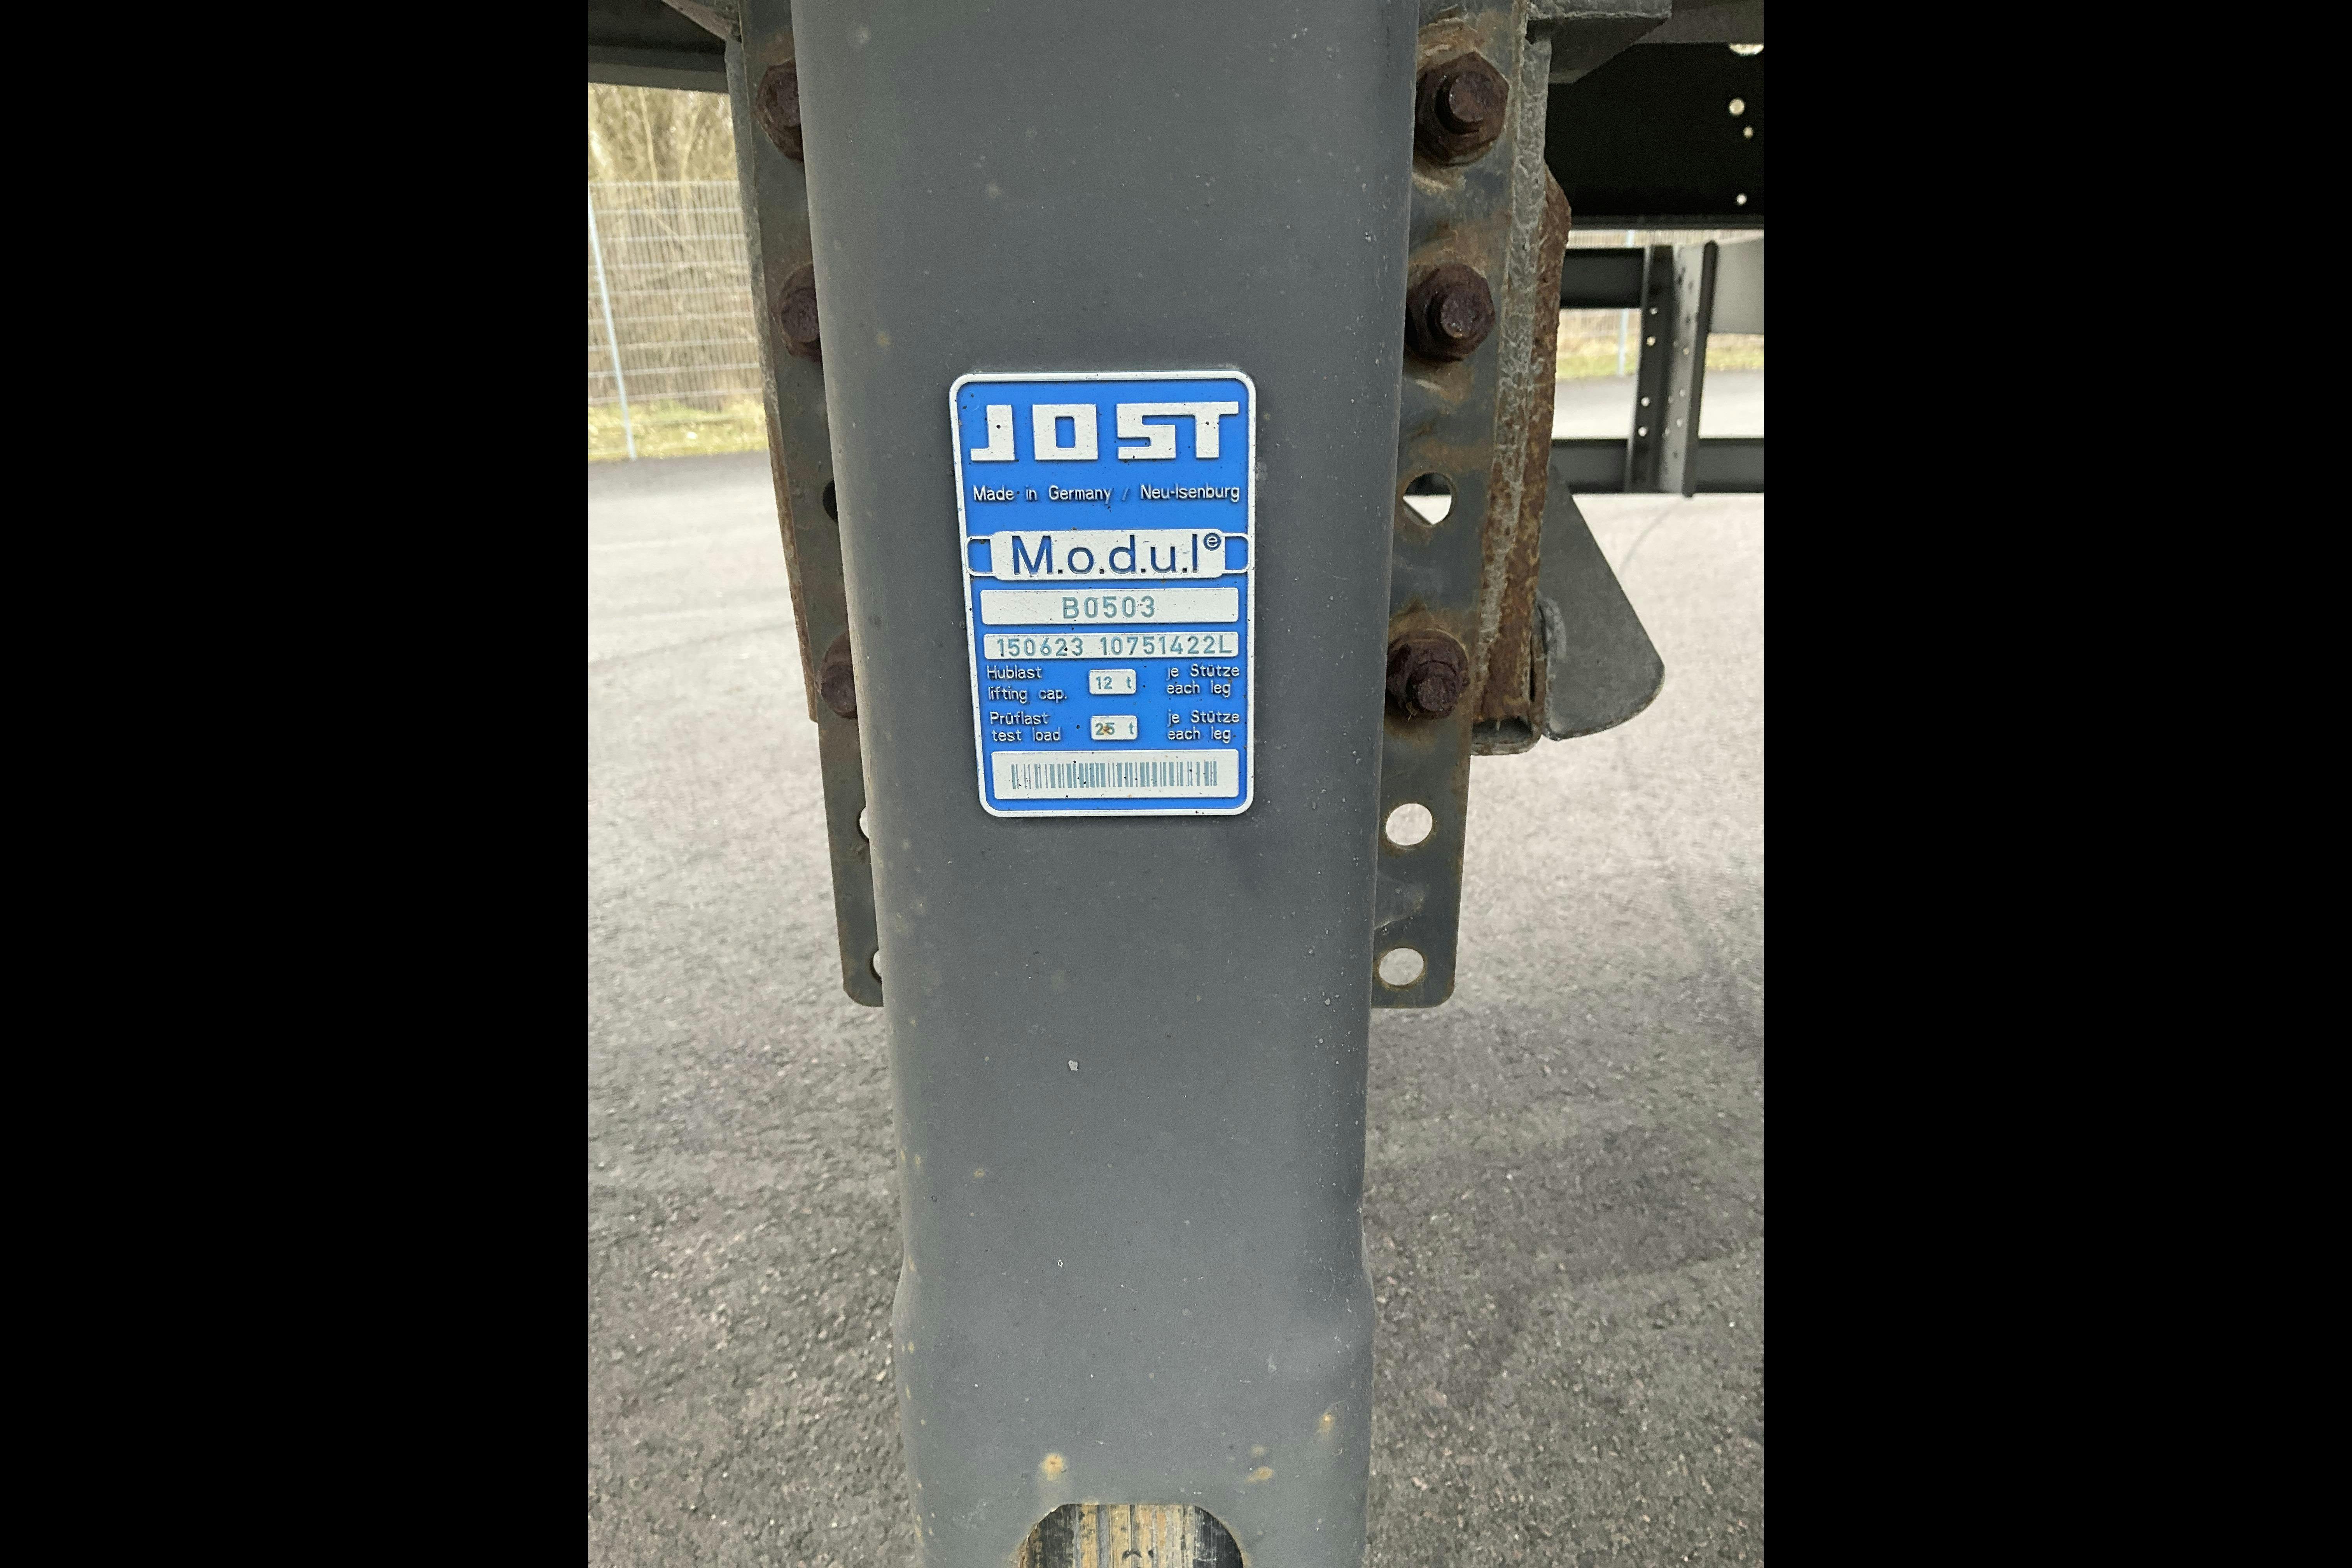 JOST
Made in Germany / Neu-Isenburg
M.o.d.u.l®
B0503
150623 10751422L
Hublast 12 t je Stütze
lifting cap. each leg
Prüflast 25 t je Stütze
test load each leg